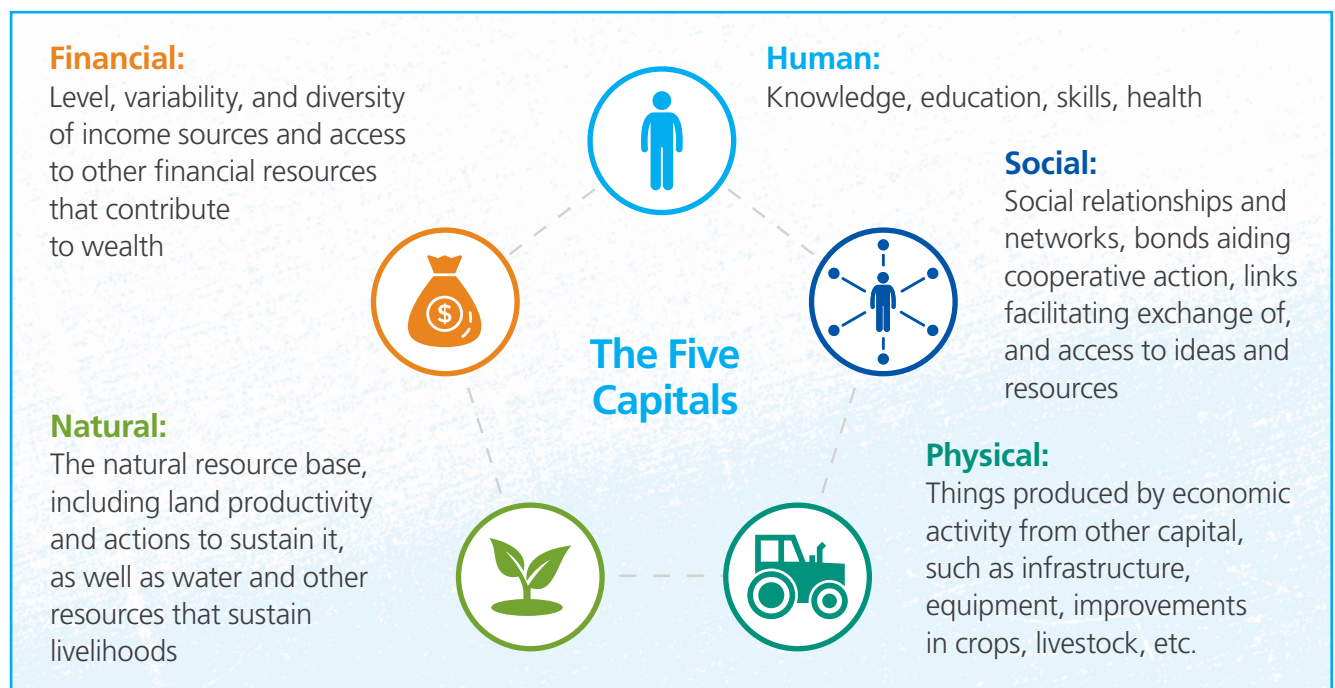 Financial:
Level, variability, and diversity
of income sources and access
to other financial resources
that contribute
to wealth
Human:
Knowledge, education, skills, health
Social:
Social relationships and
networks, bonds aiding
cooperative action, links
facilitating exchange of,
and access to ideas and
resources
$
The Five
Capitals
Natural:
The natural resource base,
including land productivity
and actions to sustain it,
as well as water and other
resources that sustain
livelihoods
Physical:
Things produced by economic
activity from other capital,
such as infrastructure,
equipment, improvements
in crops, livestock, etc.